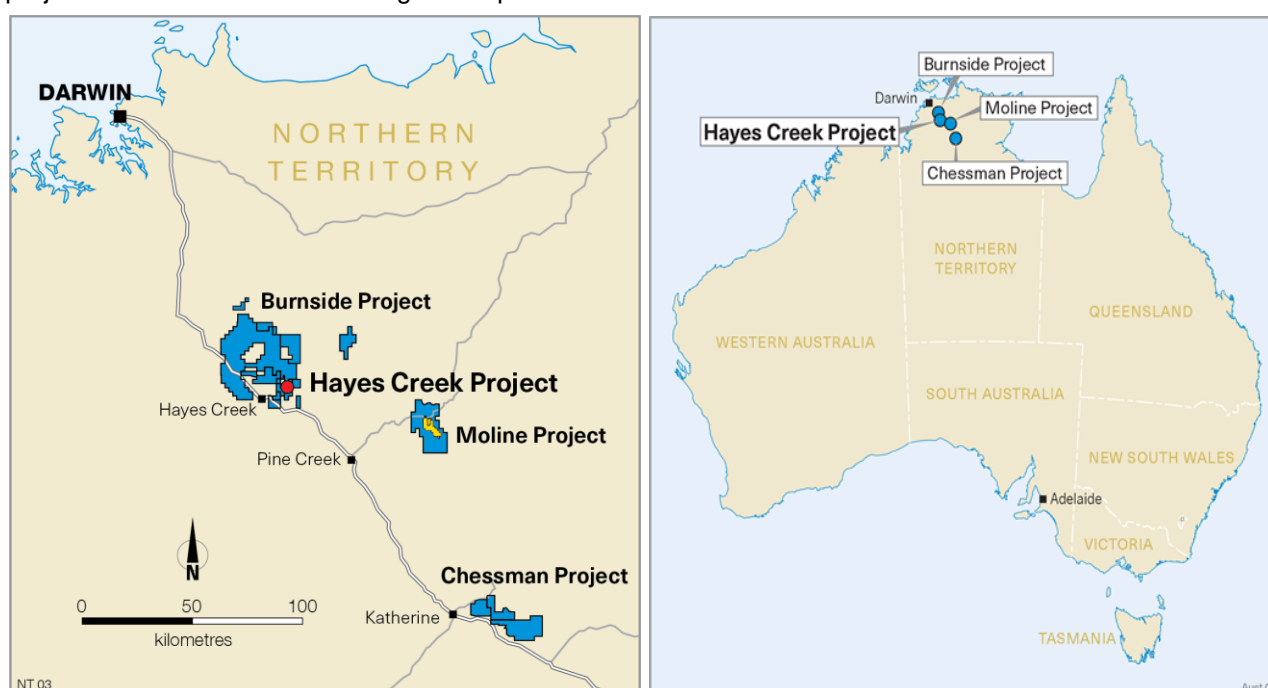 DARWIN
NORTHERN
TERRITORY
Burnside Project
Hayes Creek Project
Hayes Creek
Moline Project
Pine Creek
Chessman Project
Katherine
N
0 50 100
kilometres
NT 03
Burnside Project
Darwin
Moline Project
Hayes Creek Project
Chessman Project
NORTHERN
TERRITORY
QUEENSLAND
WESTERN AUSTRALIA
SOUTH AUSTRALIA
NEW SOUTH WALES
Adelaide
VICTORIA
TASMANIA